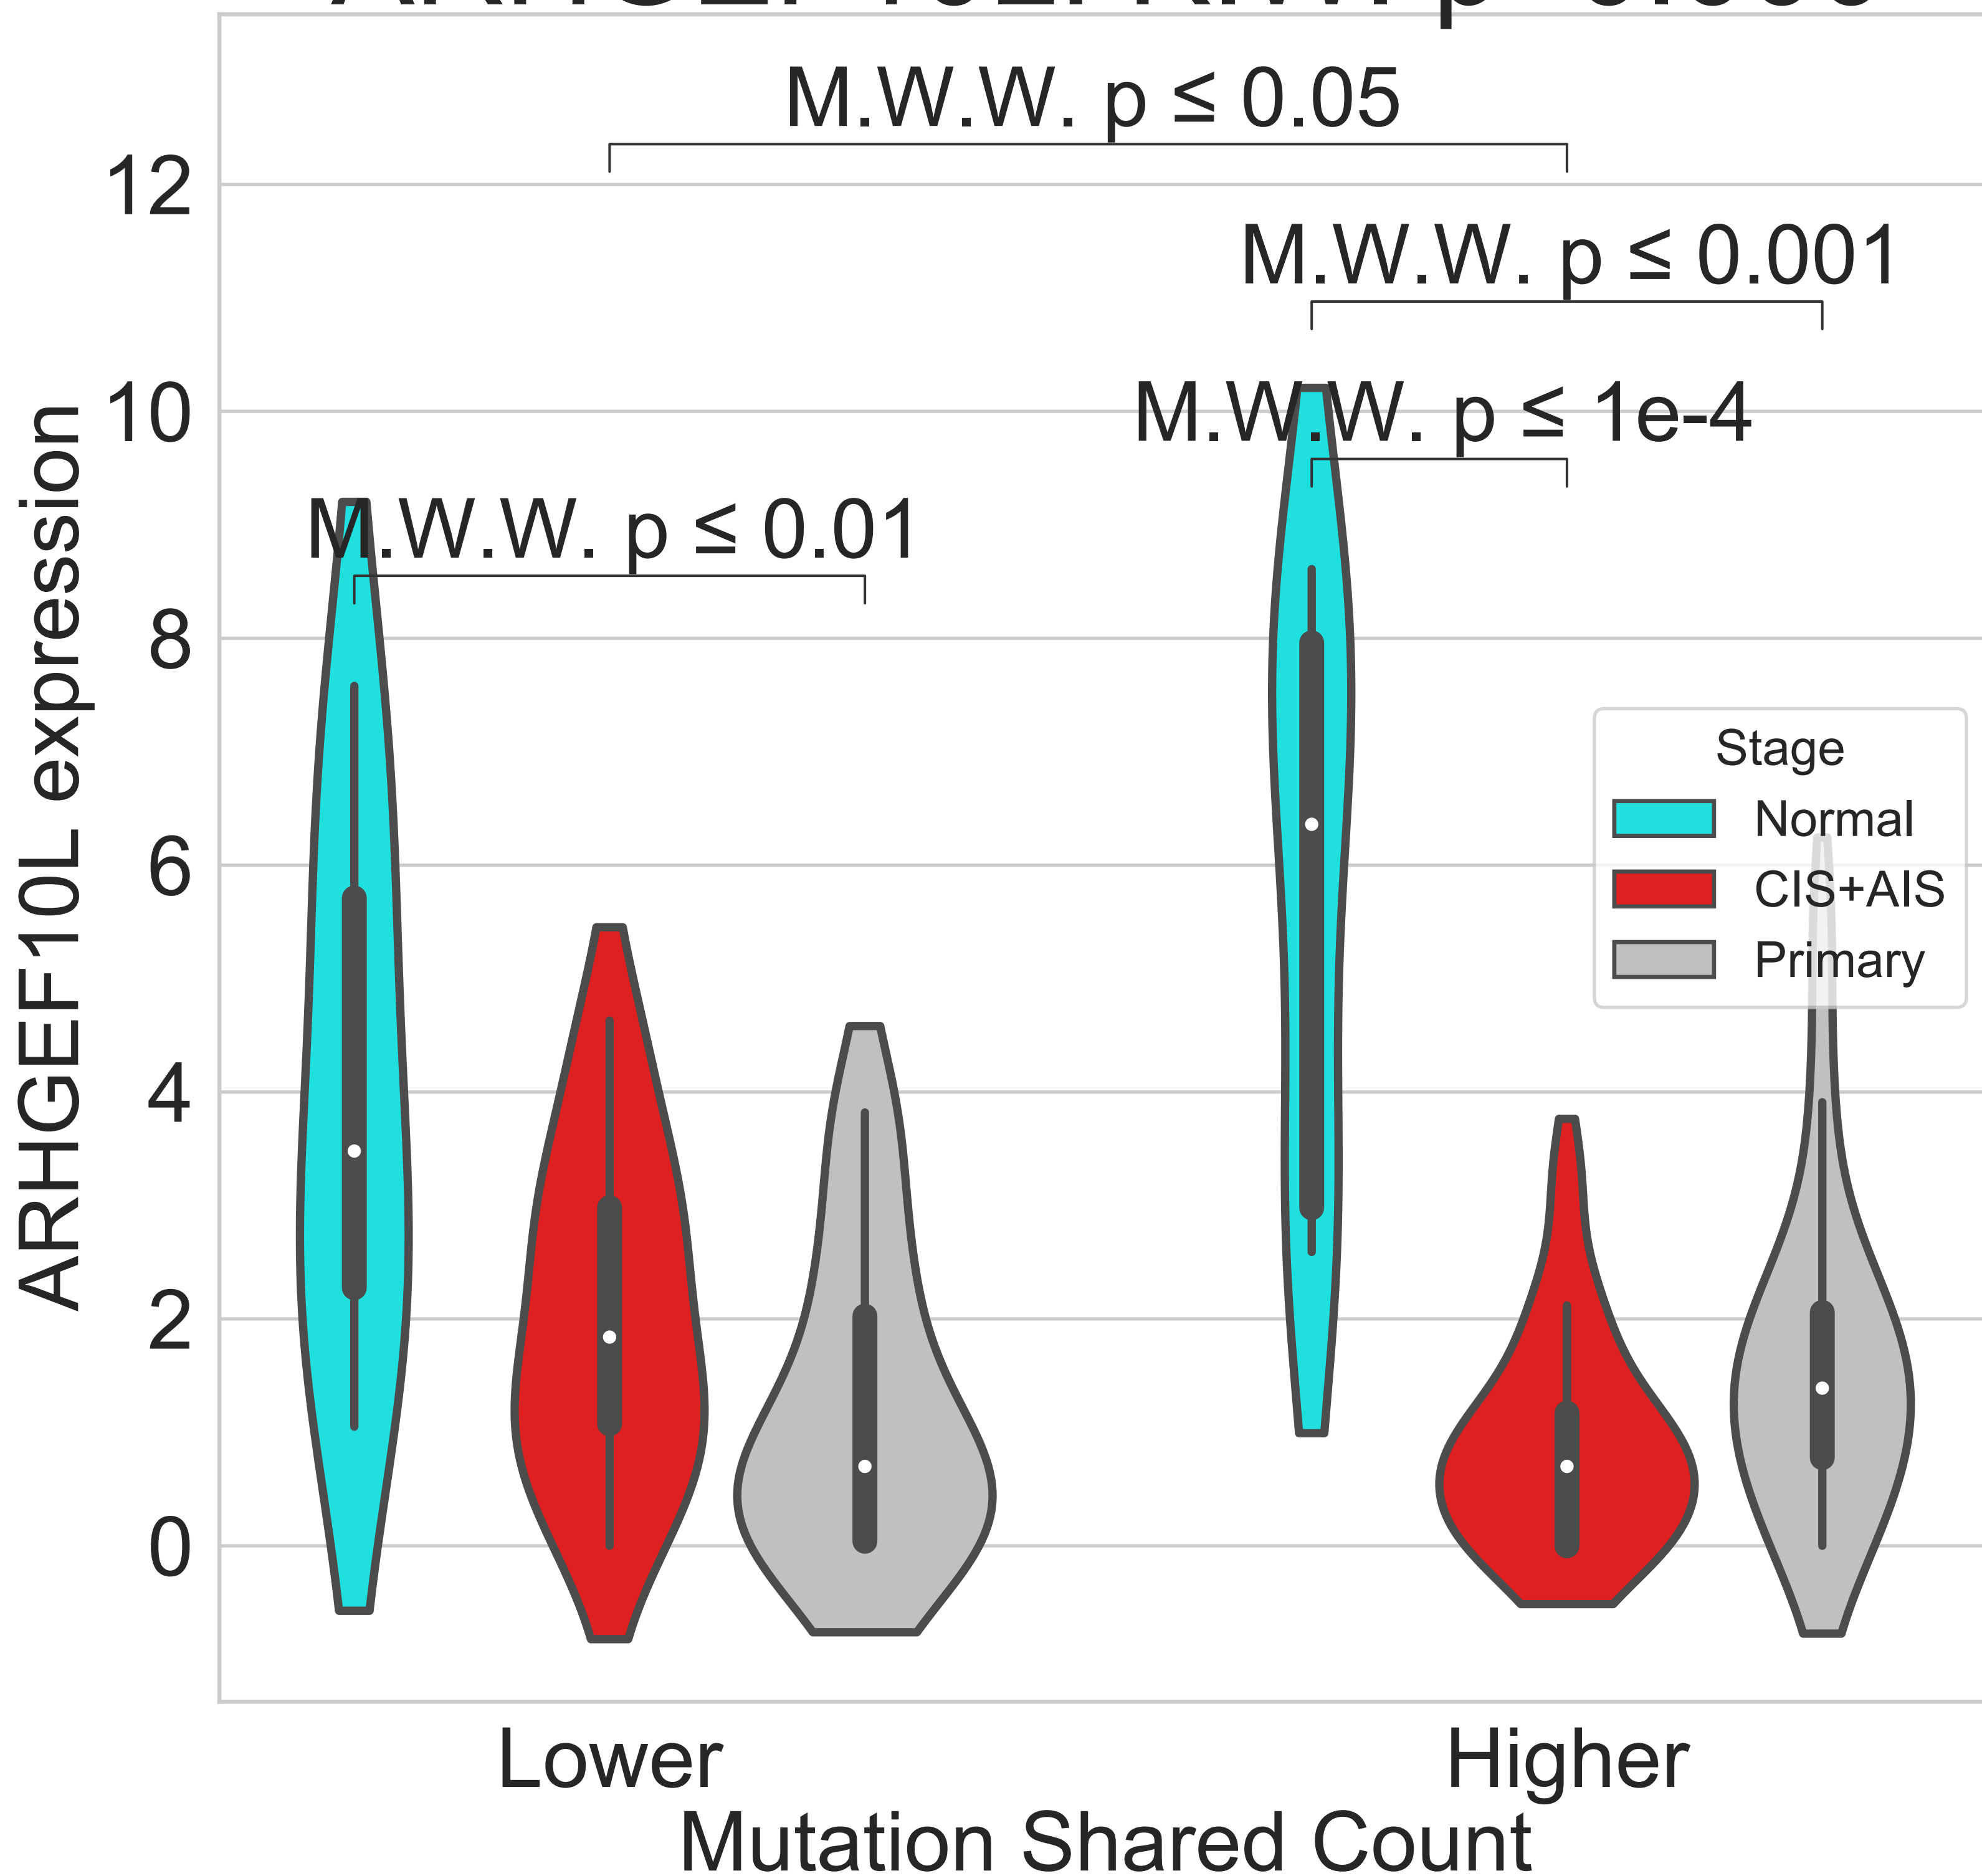 M.W.W. p ≤ 0.05
M.W.W. p ≤ 0.001
M.W.W. p ≤ 1e-4
M.W.W. p ≤ 0.01
12
10
8
6
4
2
0
ARHGEF10L expression
Stage
Normal
CIS+AIS
Primary
Lower
Higher
Mutation Shared Count